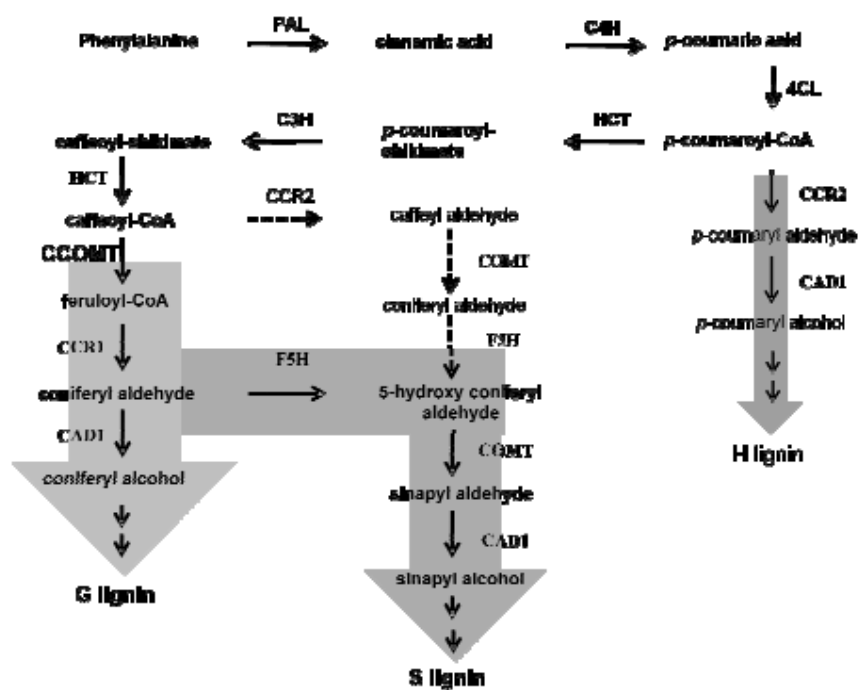 Phenylalanine PAL cinnamic acid C4H p-coumaric acid
4CL
caffeoyl-shikimate C3H p-coumaroyl-shikimate HCT p-coumaroyl-CoA
HCT CCR2 CCR2
caffeoyl-CoA caffeyl aldehyde p-coumaryl aldehyde
CCOMT COMT CAD1
feruloyl-CoA coniferyl aldehyde p-coumaryl alcohol
CCR1 F5H F5H
coniferyl aldehyde 5-hydroxy coniferyl
aldehyde
CAD1 COMT H lignin
coniferyl alcohol sinapyl aldehyde
CAD1
sinapyl alcohol
G lignin
S lignin